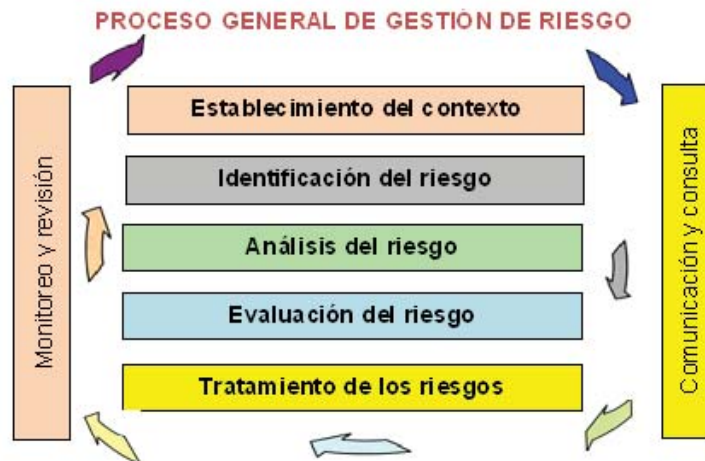 PROCESO GENERAL DE GESTIÓN DE RIESGO
Monitoreo y revisión
Establecimiento del contexto
Identificación del riesgo
Análisis del riesgo
Evaluación del riesgo
Tratamiento de los riesgos
Comunicación y consulta